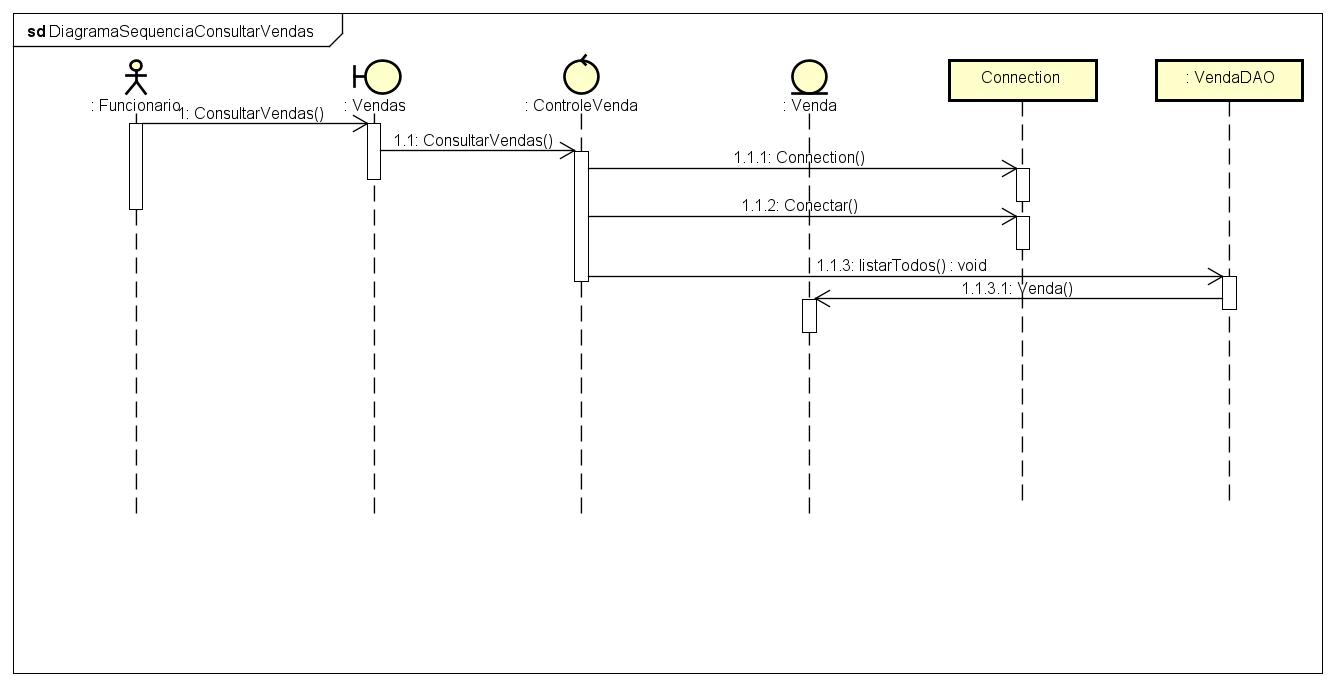 sd DiagramaSequenciaConsultarVendas
: Funcionario
: Vendas
: ControleVenda
: Venda
Connection
: VendaDAO
1: ConsultarVendas()
1.1: ConsultarVendas()
1.1.1: Connection()
1.1.2: Conectar()
1.1.3: listarTodos() : void
1.1.3.1: Venda()